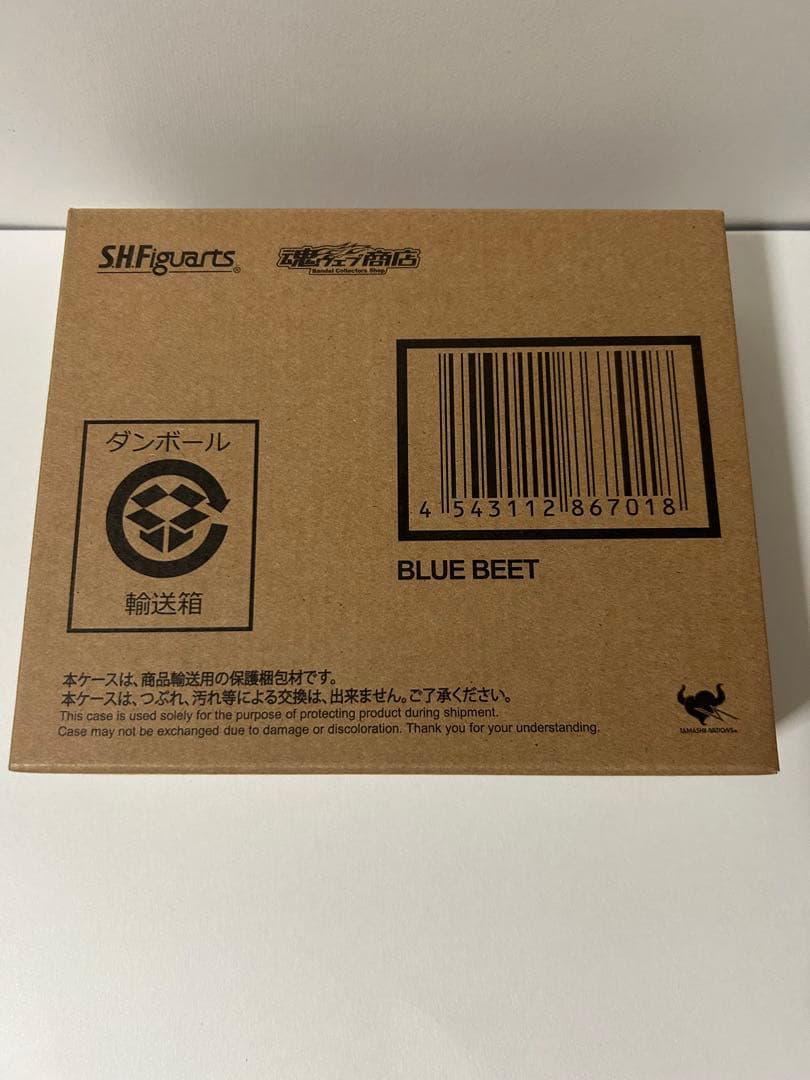 S.H.Figuarts®
魂ウェブ商店
Bandai Collectors Shop
ダンボール
輸送箱
4 543112 867018
BLUE BEET
本ケースは、商品輸送用の保護梱包材です。
本ケースは、つぶれ、汚れ等による交換は、出来ません。ご了承ください。
This case is used solely for the purpose of protecting product during shipment.
Case may not be exchanged due to damage or discoloration. Thank you for your understanding.
TAMASHII NATIONS